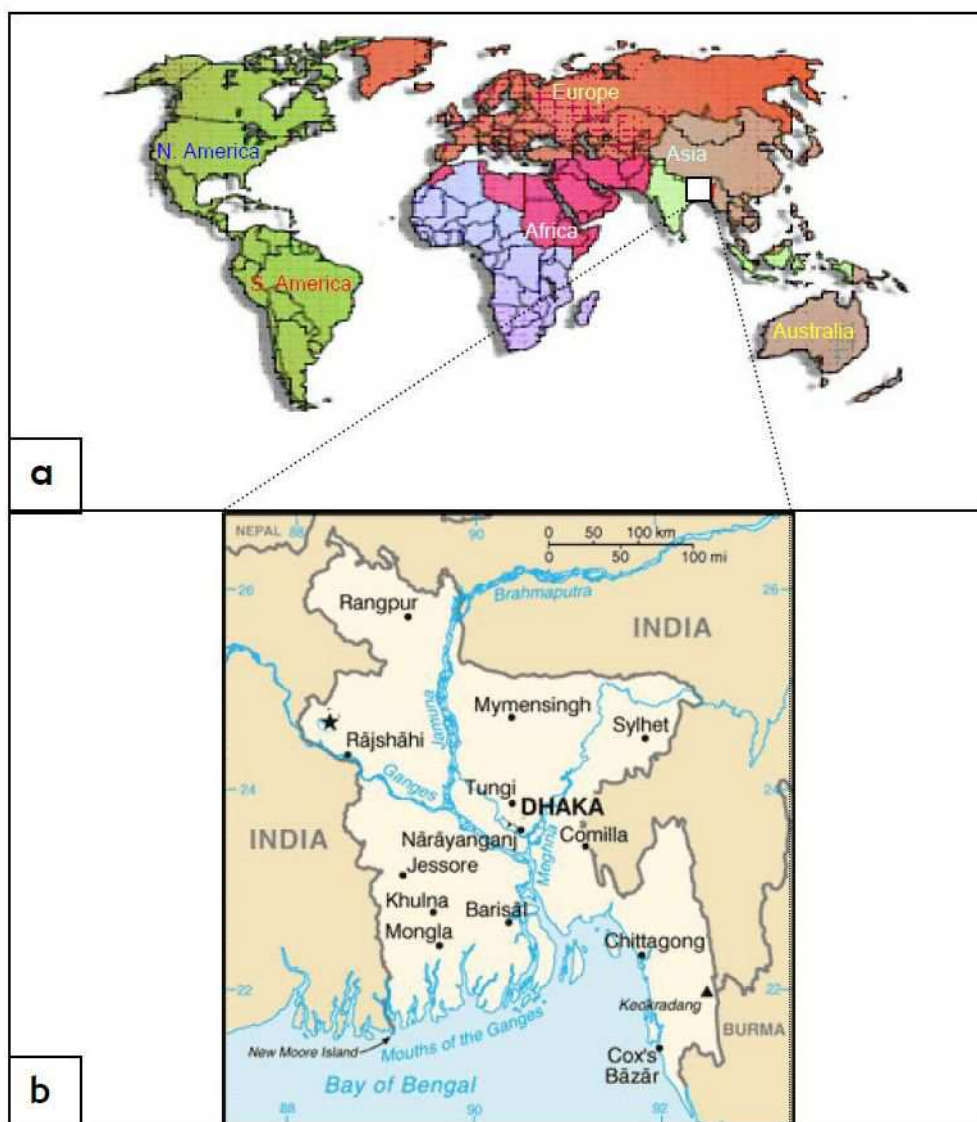 Europe
N. America
Asia
Africa
S. America
Australia
a
NEPAL
88
90
0 50 100 km
0 50 100 mi
26
26
Brahmaputra
Rangpur
INDIA
Jamuna
Mymensingh
Sylhet
Rājshāhi
Ganges
24
24
Tungi
DHAKA
INDIA
Nārāyanganj
Meghna
Comilla
Jessore
Khulna
Barisāl
Mongla
Chittagong
22
22
Keokradang
BURMA
New Moore Island
Mouths of the Ganges
Cox's
Bāzār
Bay of Bengal
b
88
90
92